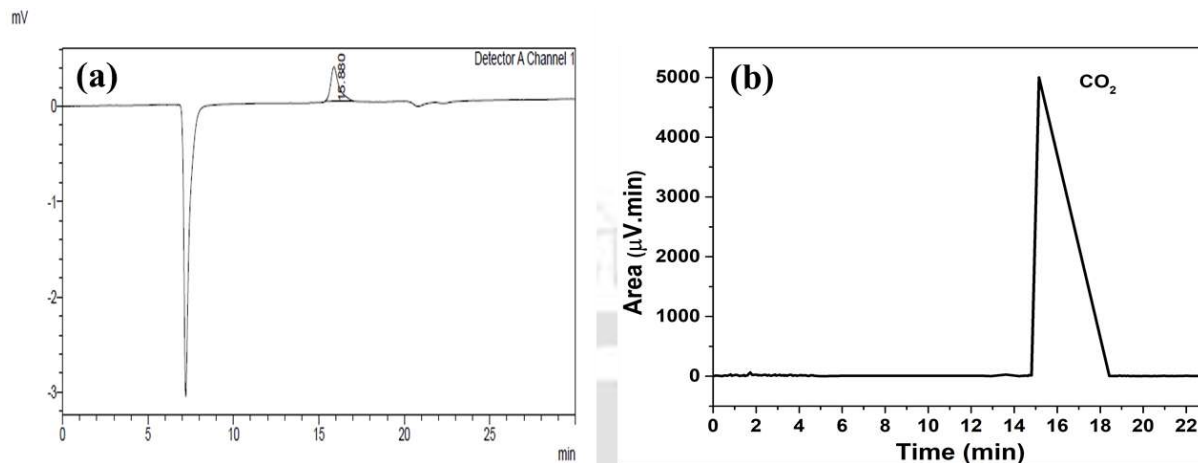 mV
(a)
Detector A Channel 1
15.880
0
-1
-2
-3
0 5 10 15 20 25
min
(b)
CO₂
5000
4000
3000
2000
1000
0
Area (μV.min)
0 2 4 6 8 10 12 14 16 18 20 22
Time (min)